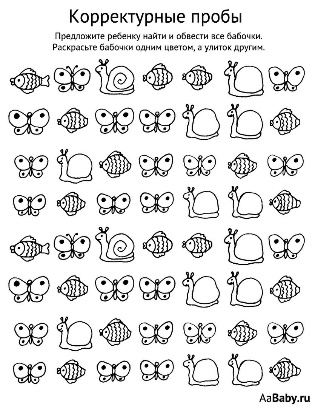 Корректурные пробы
Предложите ребенку найти и обвести все бабочки.
Раскрасьте бабочки одним цветом, а улиток другим.
AaBaby.ru